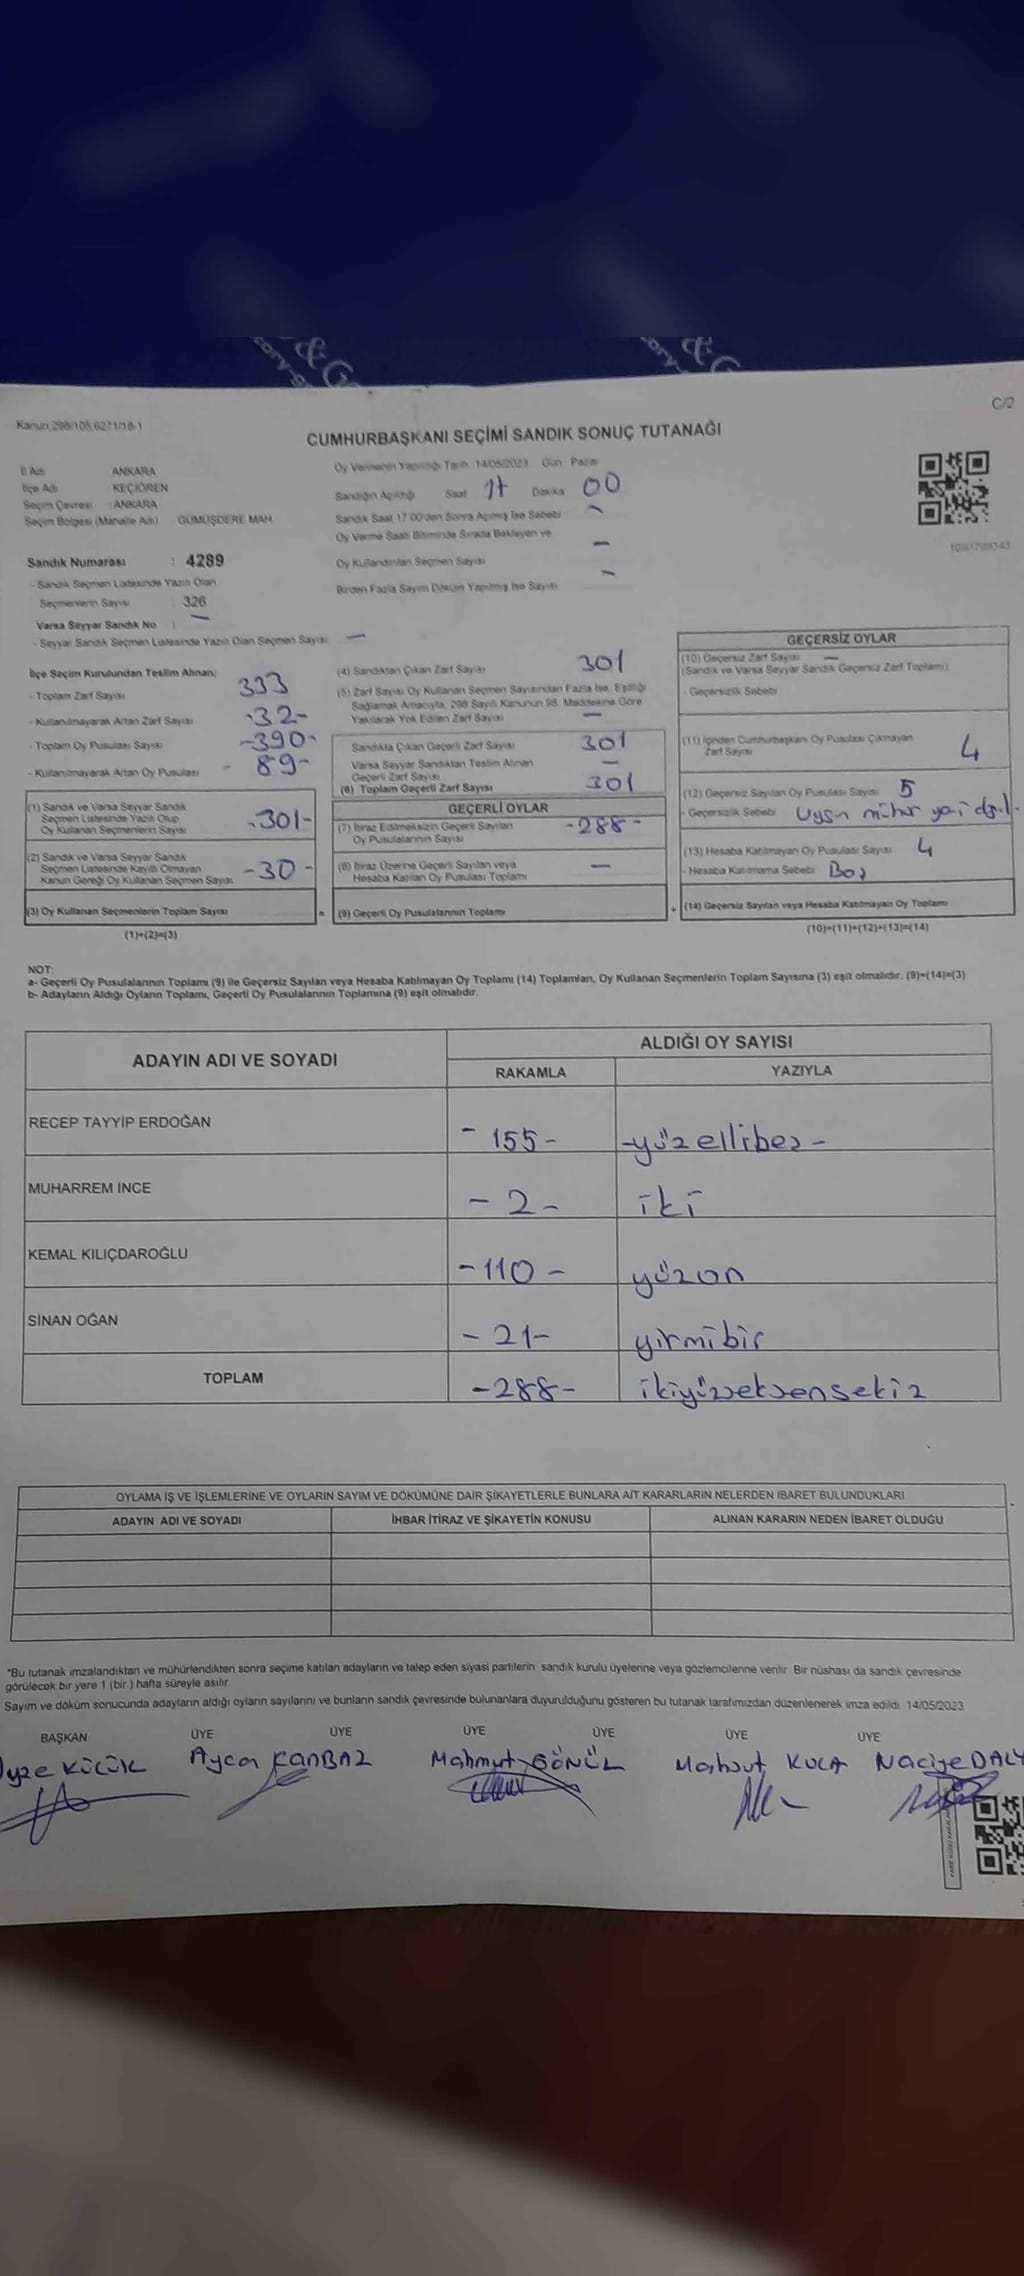 C/2
Kanun:298/105,6271/18-1
CUMHURBAŞKANI SEÇİMİ SANDIK SONUÇ TUTANAĞI
İl Adı ANKARA
İlçe Adı KEÇİÖREN
Seçim Çevresi : ANKARA
Seçim Bölgesi (Mahalle Adı) GÜMÜŞDERE MAH
Sandık Numarası : 4289
- Sandık Seçmen Listesinde Yazılı Olan
Seçmenlerin Sayısı : 326
Varsa Seyyar Sandık No : —
- Seyyar Sandık Seçmen Listesinde Yazılı Olan Seçmen Sayısı —
Oy Vermenin Yapıldığı Tarih 14/05/2023 Gün Pazar
Sandığın Açıldığı Saat 17 Dakika 00
Sandık Saat 17:00'den Sonra Açılmış İse Sebebi —
Oy Verme Saati Bitiminde Sırada Bekleyen ve
Oy Kullandırılan Seçmen Sayısı —
Birden Fazla Sayım Döküm Yapılmış İse Sayısı —
İlçe Seçim Kurulundan Teslim Alınan;
- Toplam Zarf Sayısı 333
- Kullanılmayarak Artan Zarf Sayısı -32-
- Toplam Oy Pusulası Sayısı -390-
- Kullanılmayarak Artan Oy Pusulası - 89-
(1) Sandık ve Varsa Seyyar Sandık
Seçmen Listesinde Yazılı Olup
Oy Kullanan Seçmenlerin Sayısı -301-
(2) Sandık ve Varsa Seyyar Sandık
Seçmen Listesinde Kayıtlı Olmayan
Kanun Gereği Oy Kullanan Seçmen Sayısı -30-
(3) Oy Kullanan Seçmenlerin Toplam Sayısı =
(1)+(2)=(3)
(4) Sandıktan Çıkan Zarf Sayısı 301
(5) Zarf Sayısı Oy Kullanan Seçmen Sayısından Fazla İse, Eşitliği
Sağlamak Amacıyla, 298 Sayılı Kanunun 98. Maddesine Göre
Yakılarak Yok Edilen Zarf Sayısı —
Sandıkta Çıkan Geçerli Zarf Sayısı 301
Varsa Seyyar Sandıktan Teslim Alınan
Geçerli Zarf Sayısı —
(6) Toplam Geçerli Zarf Sayısı 301
GEÇERLİ OYLAR
(7) İtiraz Edilmeksizin Geçerli Sayılan
Oy Pusulalarının Sayısı -288-
(8) İtiraz Üzerine Geçerli Sayılan veya
Hesaba Katılan Oy Pusulası Toplamı —
(9) Geçerli Oy Pusulalarının Toplamı +
GEÇERSİZ OYLAR
(10) Geçersiz Zarf Sayısı —
(Sandık ve Varsa Seyyar Sandık Geçersiz Zarf Toplamı)
- Geçersizlik Sebebi
(11) İçinden Cumhurbaşkanı Oy Pusulası Çıkmayan
Zarf Sayısı 4
(12) Geçersiz Sayılan Oy Pusulası Sayısı 5
- Geçersizlik Sebebi Uygun mühür yeri değil-
(13) Hesaba Katılmayan Oy Pusulası Sayısı 4
- Hesaba Katılmama Sebebi Boş
(14) Geçersiz Sayılan veya Hesaba Katılmayan Oy Toplamı
(10)+(11)+(12)+(13)=(14)
NOT:
a- Geçerli Oy Pusulalarının Toplamı (9) ile Geçersiz Sayılan veya Hesaba Katılmayan Oy Toplamı (14) Toplamları, Oy Kullanan Seçmenlerin Toplam Sayısına (3) eşit olmalıdır. (9)+(14)=(3)
b- Adayların Aldığı Oyların Toplamı, Geçerli Oy Pusulalarının Toplamına (9) eşit olmalıdır.
ADAYIN ADI VE SOYADI ALDIĞI OY SAYISI
RAKAMLA YAZIYLA
RECEP TAYYİP ERDOĞAN - 155 - -yüzellibeş-
MUHARREM İNCE - 2 - iki
KEMAL KILIÇDAROĞLU -110 - yüzon
SİNAN OĞAN - 21- yirmibir
TOPLAM -288- ikiyüzseksensekiz
OYLAMA İŞ VE İŞLEMLERİNE VE OYLARIN SAYIM VE DÖKÜMÜNE DAİR ŞİKAYETLERLE BUNLARA AİT KARARLARIN NELERDEN İBARET BULUNDUKLARI
ADAYIN ADI VE SOYADI İHBAR İTİRAZ VE ŞİKAYETİN KONUSU ALINAN KARARIN NEDEN İBARET OLDUĞU
*Bu tutanak imzalandıktan ve mühürlendikten sonra seçime katılan adayların ve talep eden siyasi partilerin sandık kurulu üyelerine veya gözlemcilerine verilir. Bir nüshası da sandık çevresinde
görülecek bir yere 1 (bir) hafta süreyle asılır.
Sayım ve döküm sonucunda adayların aldığı oyların sayılarını ve bunların sandık çevresinde bulunanlara duyurulduğunu gösteren bu tutanak tarafımızdan düzenlenerek imza edildi. 14/05/2023
BAŞKAN ÜYE ÜYE ÜYE ÜYE ÜYE ÜYE
KÜÇÜK Ayça KANBAZ Mahmut GÖNÜL KOCA Naciye